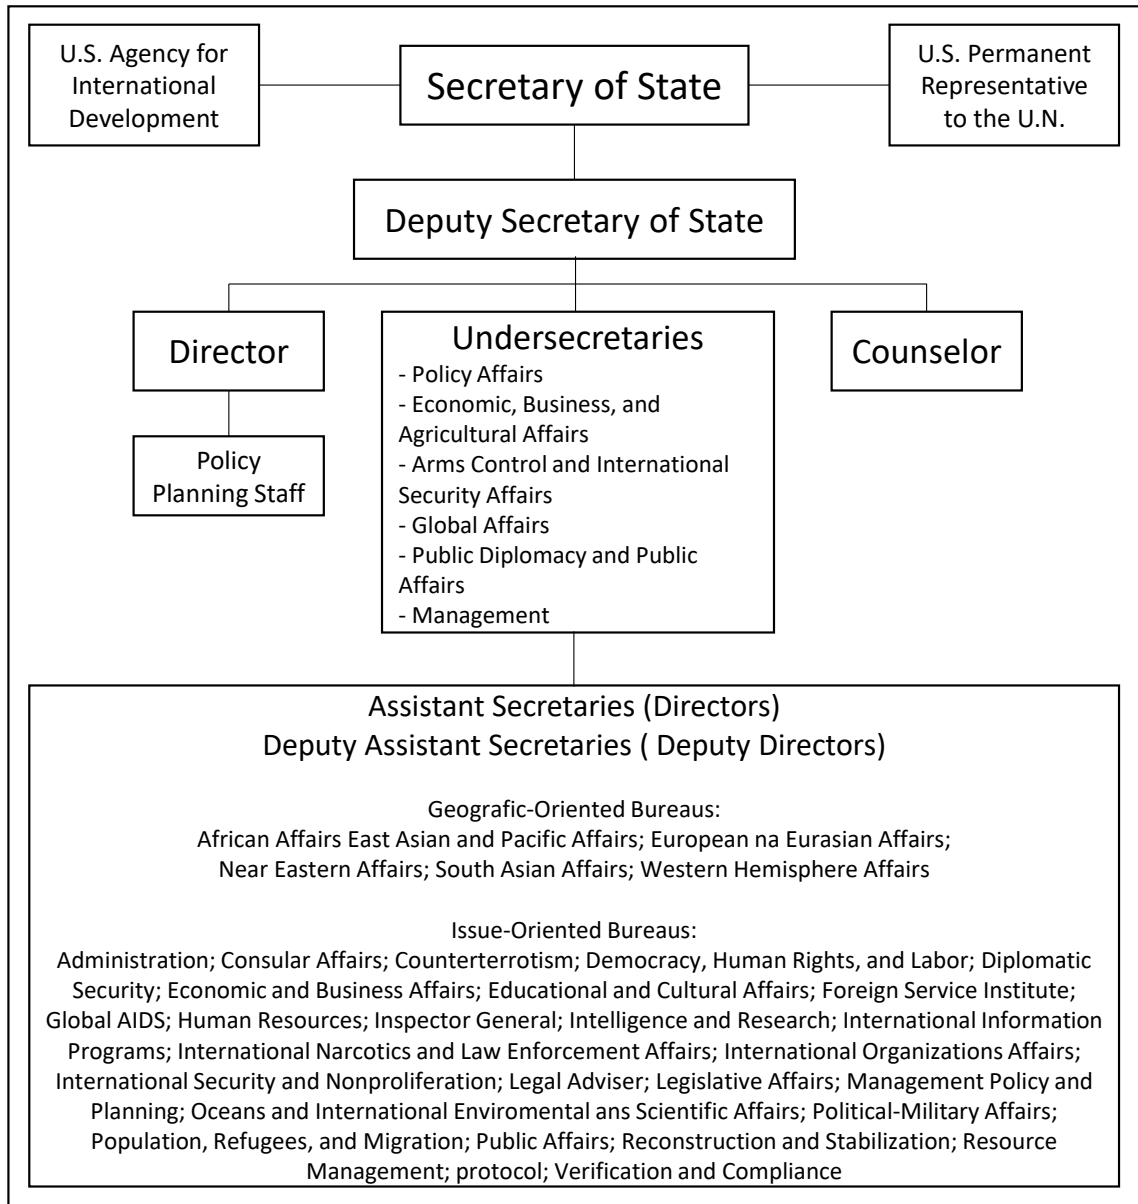 U.S. Agency for
International
Development
Secretary of State
U.S. Permanent
Representative
to the U.N.
Deputy Secretary of State
Director
Policy
Planning Staff
Undersecretaries
- Policy Affairs
- Economic, Business, and
Agricultural Affairs
- Arms Control and International
Security Affairs
- Global Affairs
- Public Diplomacy and Public
Affairs
- Management
Counselor
Assistant Secretaries (Directors)
Deputy Assistant Secretaries ( Deputy Directors)
Geografic-Oriented Bureaus:
African Affairs East Asian and Pacific Affairs; European na Eurasian Affairs;
Near Eastern Affairs; South Asian Affairs; Western Hemisphere Affairs
Issue-Oriented Bureaus:
Administration; Consular Affairs; Counterrotism; Democracy, Human Rights, and Labor; Diplomatic
Security; Economic and Business Affairs; Educational and Cultural Affairs; Foreign Service Institute;
Global AIDS; Human Resources; Inspector General; Intelligence and Research; International Information
Programs; International Narcotics and Law Enforcement Affairs; International Organizations Affairs;
International Security and Nonproliferation; Legal Adviser; Legislative Affairs; Management Policy and
Planning; Oceans and International Enviromental ans Scientific Affairs; Political-Military Affairs;
Population, Refugees, and Migration; Public Affairs; Reconstruction and Stabilization; Resource
Management; protocol; Verification and Compliance